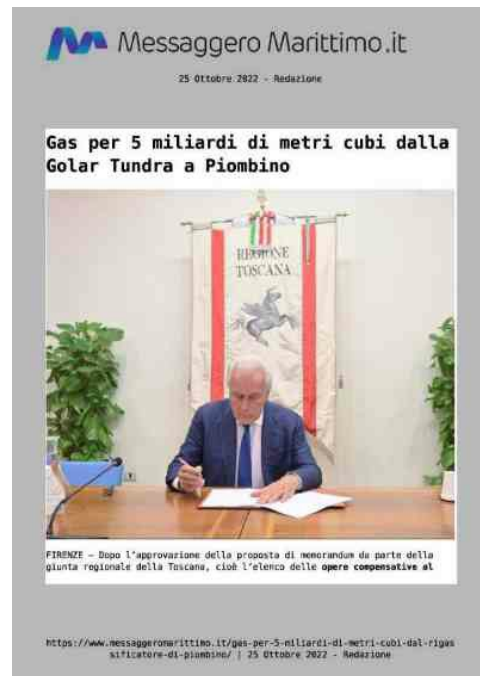 Messaggero Marittimo.it
25 Ottobre 2022 - Redazione
Gas per 5 miliardi di metri cubi dalla
Golar Tundra a Piombino
REGIONE
TOSCANA
FIRENZE – Dopo l'approvazione della proposta di memorandum da parte della
giunta regionale della Toscana, cioè l'elenco delle opere compensative al
https://www.messaggeromarittimo.it/gas-per-5-miliardi-di-metri-cubi-dal-rigas
sificatore-di-piombino/ | 25 Ottobre 2022 - Redazione